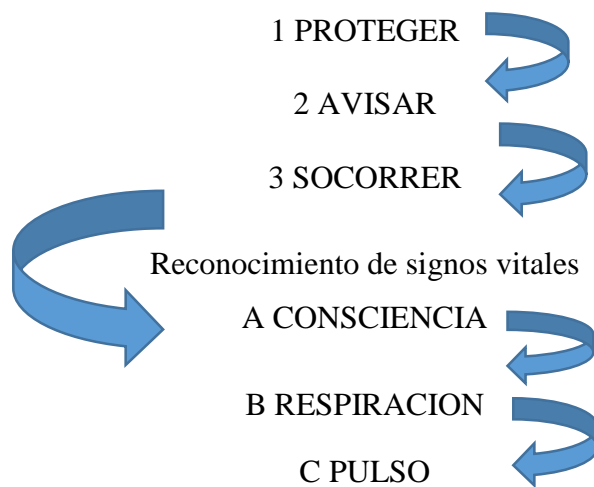 1 PROTEGER
2 AVISAR
3 SOCORRER
Reconocimiento de signos vitales
A CONSCIENCIA
B RESPIRACION
C PULSO